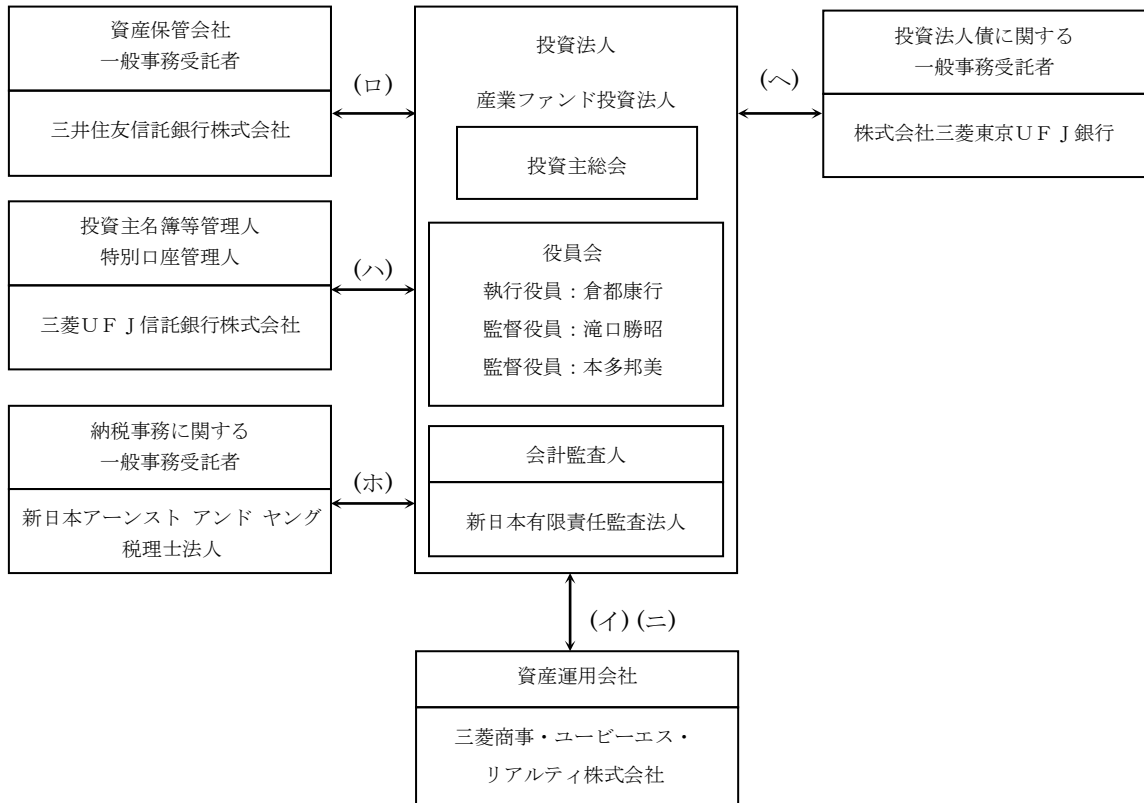 資産保管会社
一般事務受託者
三井住友信託銀行株式会社
(ロ)
投資主名簿等管理人
特別口座管理人
三菱ＵＦＪ信託銀行株式会社
(ハ)
納税事務に関する
一般事務受託者
新日本アーンスト アンド ヤング
税理士法人
(ホ)
投資法人
産業ファンド投資法人
投資主総会
役員会
執行役員：倉都康行
監督役員：滝口勝昭
監督役員：本多邦美
会計監査人
新日本有限責任監査法人
(ヘ)
投資法人債に関する
一般事務受託者
株式会社三菱東京ＵＦＪ銀行
(イ) (ニ)
資産運用会社
三菱商事・ユービーエス・
リアルティ株式会社